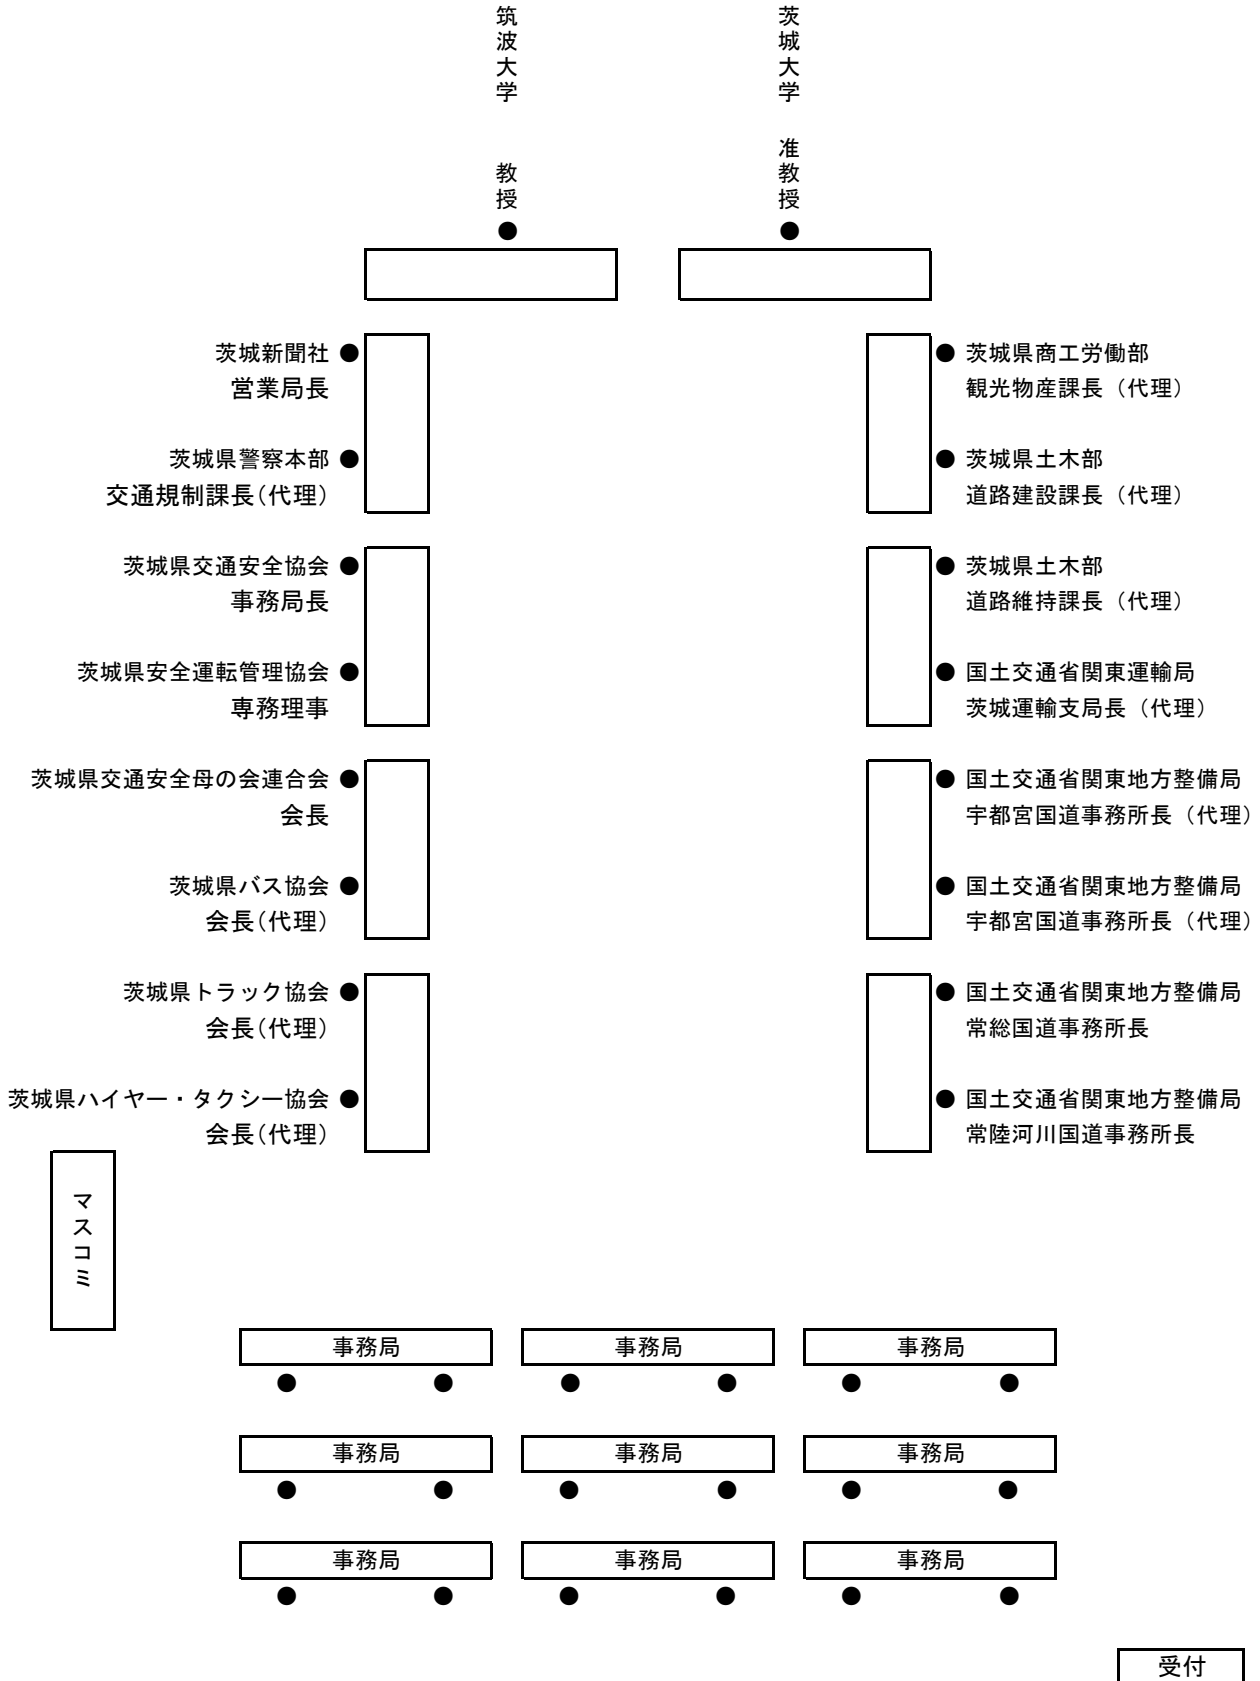 筑波大学　教授
茨城大学　准教授
茨城新聞社
営業局長
茨城県警察本部
交通規制課長（代理）
茨城県交通安全協会
事務局長
茨城県安全運転管理協会
専務理事
茨城県交通安全母の会連合会
会長
茨城県バス協会
会長（代理）
茨城県トラック協会
会長（代理）
茨城県ハイヤー・タクシー協会
会長（代理）
茨城県商工労働部
観光物産課長（代理）
茨城県土木部
道路建設課長（代理）
茨城県土木部
道路維持課長（代理）
国土交通省関東運輸局
茨城運輸支局長（代理）
国土交通省関東地方整備局
宇都宮国道事務所長（代理）
国土交通省関東地方整備局
宇都宮国道事務所長（代理）
国土交通省関東地方整備局
常総国道事務所長
国土交通省関東地方整備局
常陸河川国道事務所長
マスコミ
事務局
事務局
事務局
事務局
事務局
事務局
事務局
事務局
事務局
受付